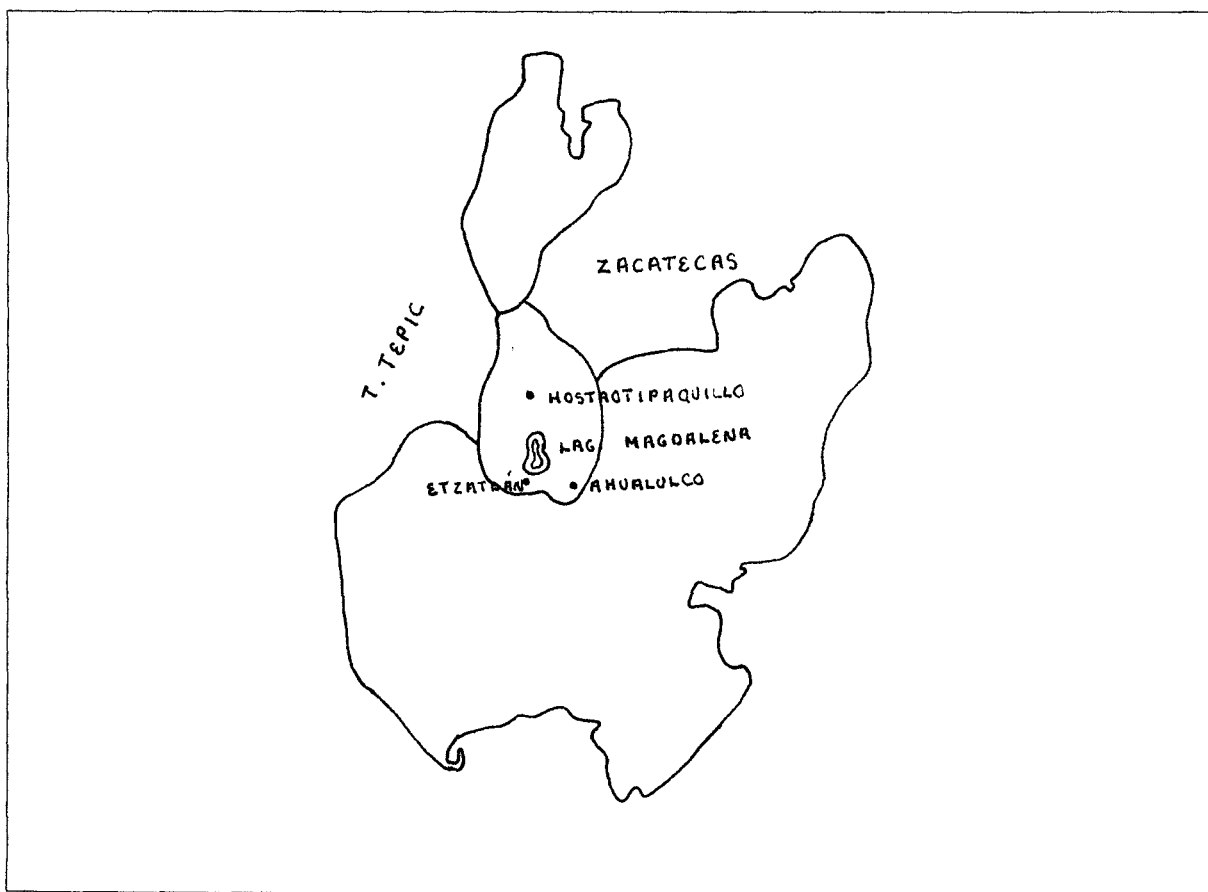 ZACATECAS
T. TEPIC
HOSTAOTIPAQUILLO
LAG. MAGDALENA
ETZATLÁN
AHUALULCO